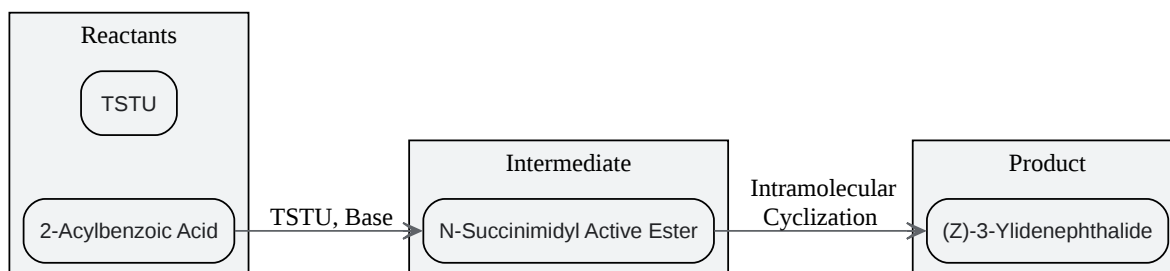 Reactants
TSTU
2-Acylbenzoic Acid
TSTU, Base
Intermediate
N-Succinimidyl Active Ester
Intramolecular
Cyclization
Product
(Z)-3-Ylidenephthalide